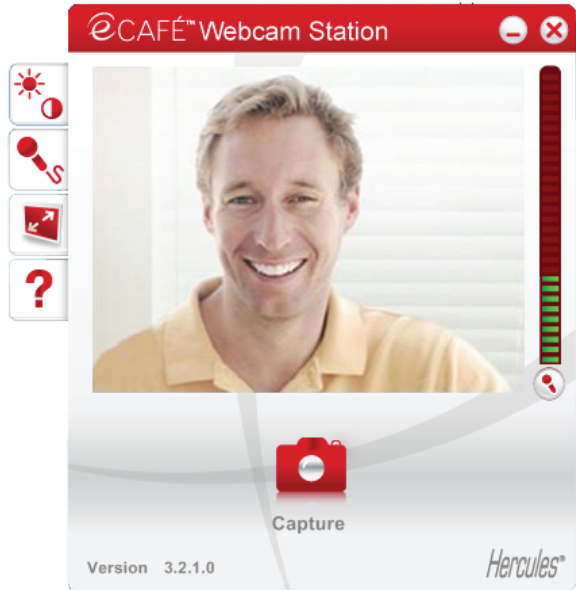 eCAFÉ™ Webcam Station
?
Capture
Version 3.2.1.0
Hercules®